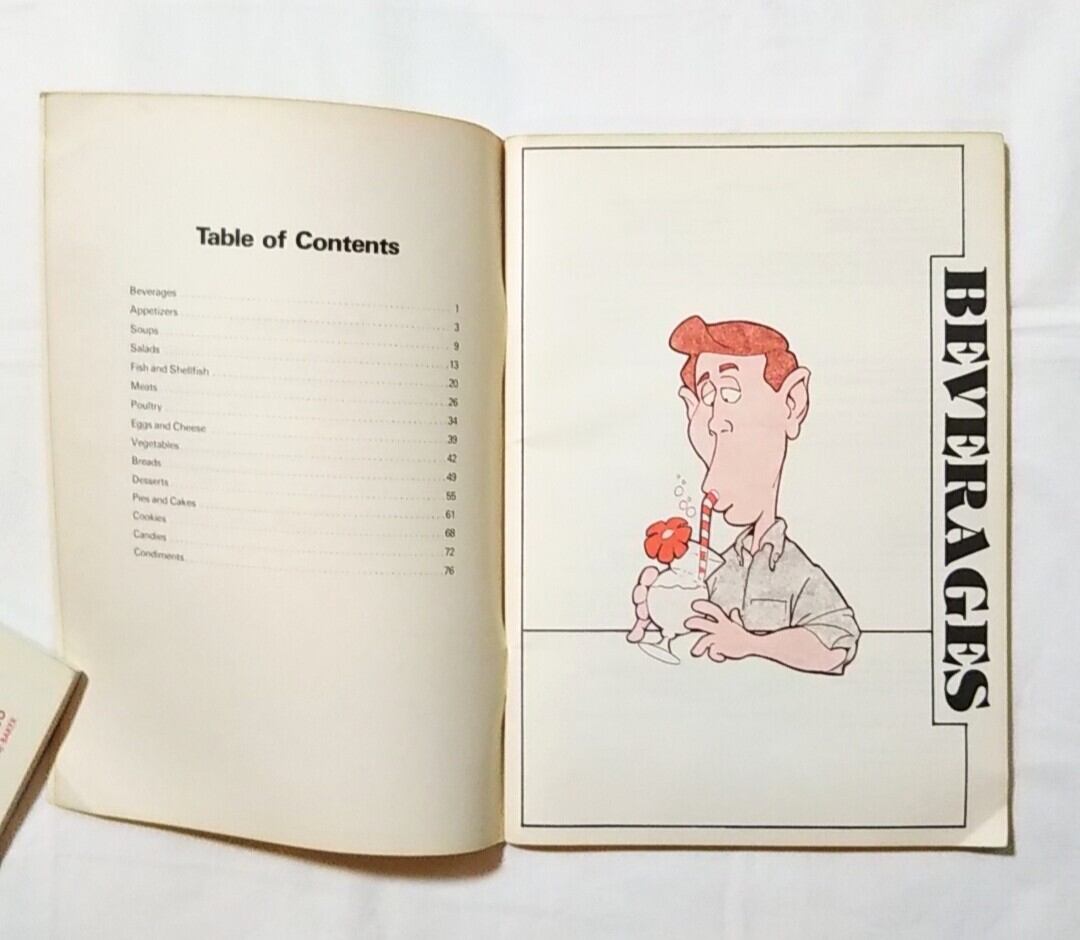 Table of Contents
Beverages 1
Appetizers 3
Soups 9
Salads 13
Fish and Shellfish 20
Meats 26
Poultry 34
Eggs and Cheese 39
Vegetables 42
Breads 49
Desserts 55
Pies and Cakes 61
Cookies 68
Candies 72
Condiments 76
BEVERAGES
BAKER